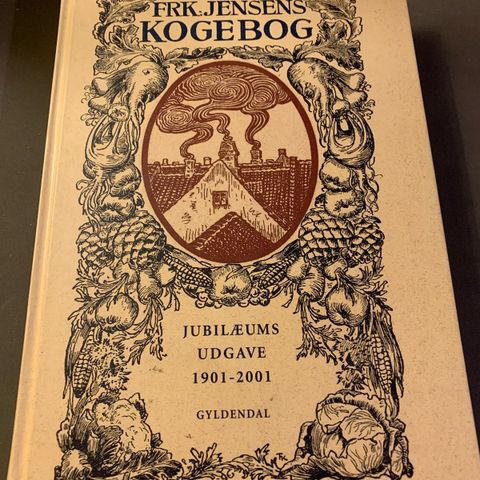 FRK. JENSENS
KOGEBOG
JUBILÆUMS
UDGAVE
1901-2001
GYLDENDAL